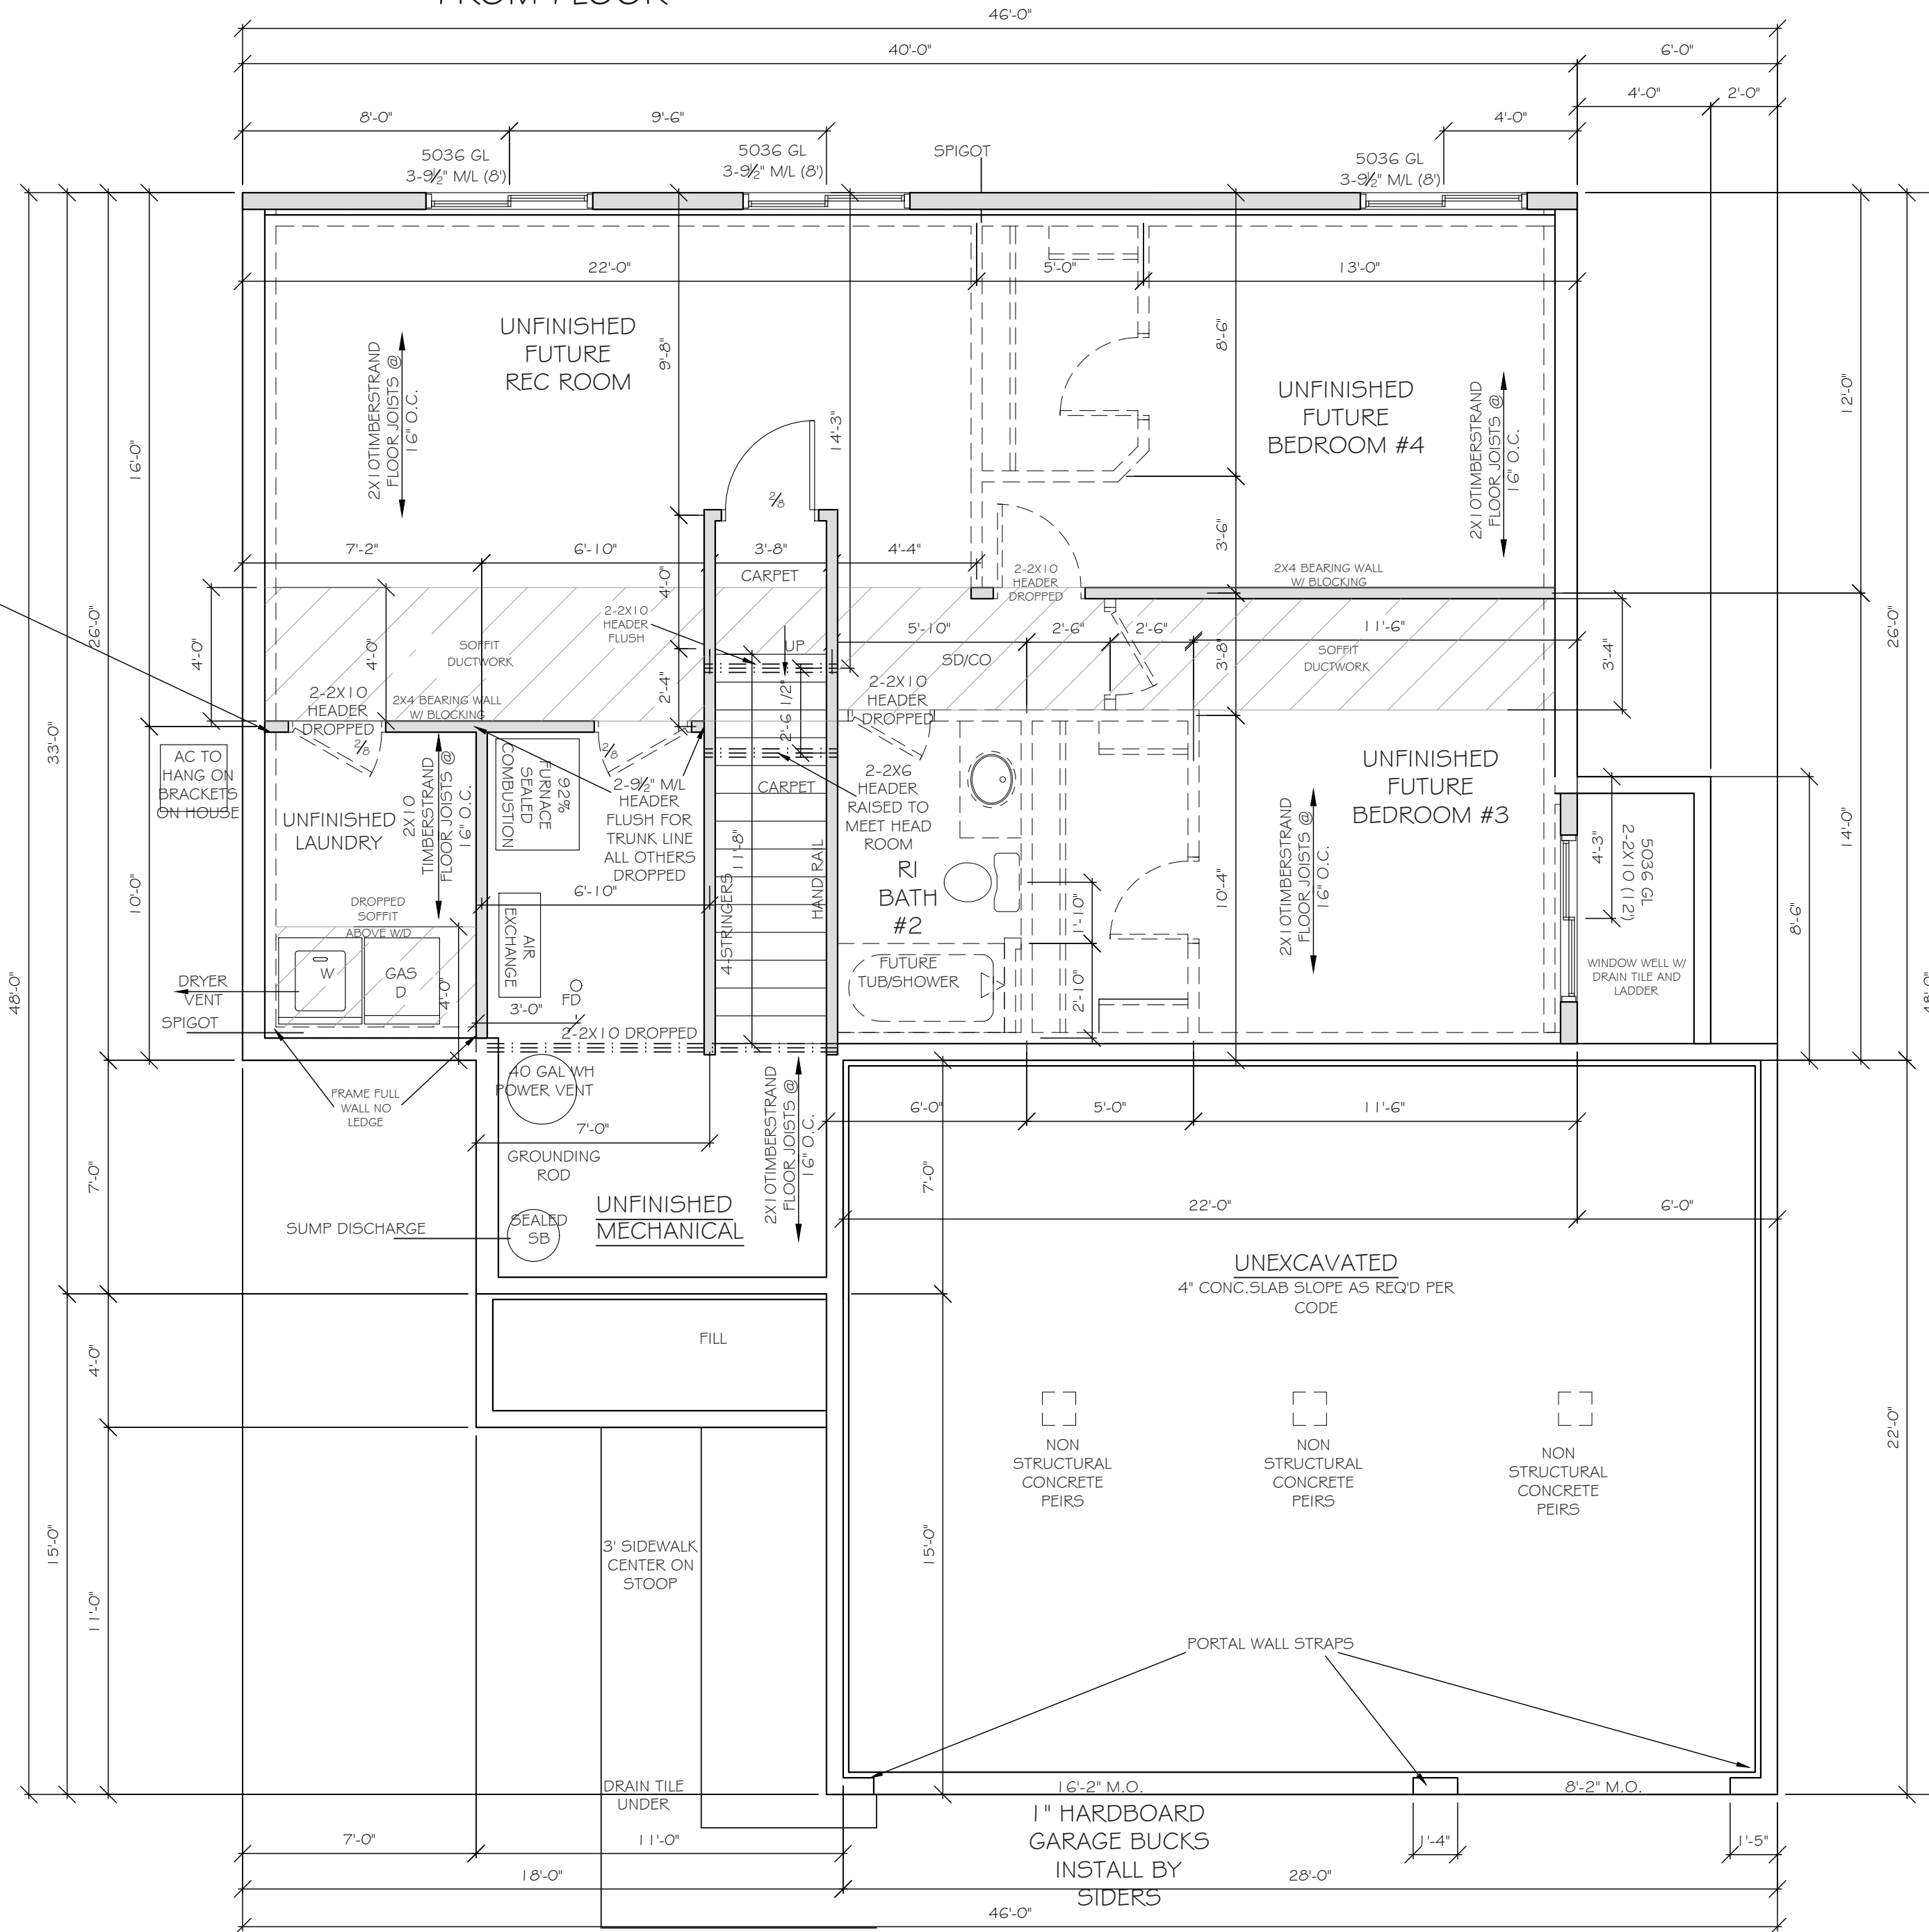 FROM FLOOR
46'-0"
40'-0"
6'-0"
4'-0"
2'-0"
8'-0"
9'-6"
4'-0"
5036 GL
3-9½" M/L (8')
5036 GL
3-9½" M/L (8')
SPIGOT
5036 GL
3-9½" M/L (8')
22'-0"
5'-0"
13'-0"
UNFINISHED
FUTURE
REC ROOM
2X10TIMBERSTRAND
FLOOR JOISTS @
16" O.C.
9'-8"
14'-3"
8'-6"
UNFINISHED
FUTURE
BEDROOM #4
2X10TIMBERSTRAND
FLOOR JOISTS @
16" O.C.
12'-0"
16'-0"
2/8
7'-2"
6'-10"
3'-8"
4'-4"
3'-6"
CARPET
2-2X10
HEADER
DROPPED
2X4 BEARING WALL
W/ BLOCKING
26'-0"
33'-0"
48'-0"
4'-0"
4'-0"
4'-0"
2-2X10
HEADER
FLUSH
SOFFIT
DUCTWORK
UP
5'-10"
2'-6"
2'-6"
11'-6"
SD/CO
3'-8"
SOFFIT
DUCTWORK
3'-4"
26'-0"
2'-4"
2'-6 1/2"
2-2X10
HEADER
DROPPED
2X4 BEARING WALL
W/ BLOCKING
2-2X10
HEADER
DROPPED
2/8
2/8
AC TO
HANG ON
BRACKETS
ON HOUSE
UNFINISHED
LAUNDRY
2X10
TIMBERSTRAND
FLOOR JOISTS @
16" O.C.
92%
FURNACE
SEALED
COMBUSTION
2-9½" M/L
HEADER
FLUSH FOR
TRUNK LINE
ALL OTHERS
DROPPED
CARPET
2-2X6
HEADER
RAISED TO
MEET HEAD
ROOM
UNFINISHED
FUTURE
BEDROOM #3
2X10TIMBERSTRAND
FLOOR JOISTS @
16" O.C.
4'-3"
5036 GL
2-2X10 (12')
14'-0"
8'-6"
10'-0"
11'-8"
4-STRINGERS
HAND RAIL
RI
BATH
#2
10'-4"
6'-10"
1'-10"
2'-10"
DROPPED
SOFFIT
ABOVE W/D
AIR
EXCHANGE
W
GAS
D
4'-0"
DRYER
VENT
SPIGOT
FD
3'-0"
FUTURE
TUB/SHOWER
WINDOW WELL W/
DRAIN TILE AND
LADDER
48'-0"
2-2X10 DROPPED
FRAME FULL
WALL NO
LEDGE
40 GAL WH
POWER VENT
7'-0"
2X10TIMBERSTRAND
FLOOR JOISTS @
16" O.C.
6'-0"
5'-0"
11'-6"
GROUNDING
ROD
7'-0"
7'-0"
SUMP DISCHARGE
SEALED
SB
UNFINISHED
MECHANICAL
22'-0"
6'-0"
UNEXCAVATED
4" CONC.SLAB SLOPE AS REQ'D PER
CODE
FILL
4'-0"
22'-0"
NON
STRUCTURAL
CONCRETE
PEIRS
NON
STRUCTURAL
CONCRETE
PEIRS
NON
STRUCTURAL
CONCRETE
PEIRS
15'-0"
11'-0"
15'-0"
3' SIDEWALK
CENTER ON
STOOP
PORTAL WALL STRAPS
DRAIN TILE
UNDER
16'-2" M.O.
8'-2" M.O.
1" HARDBOARD
GARAGE BUCKS
INSTALL BY
SIDERS
1'-4"
1'-5"
7'-0"
11'-0"
18'-0"
28'-0"
46'-0"